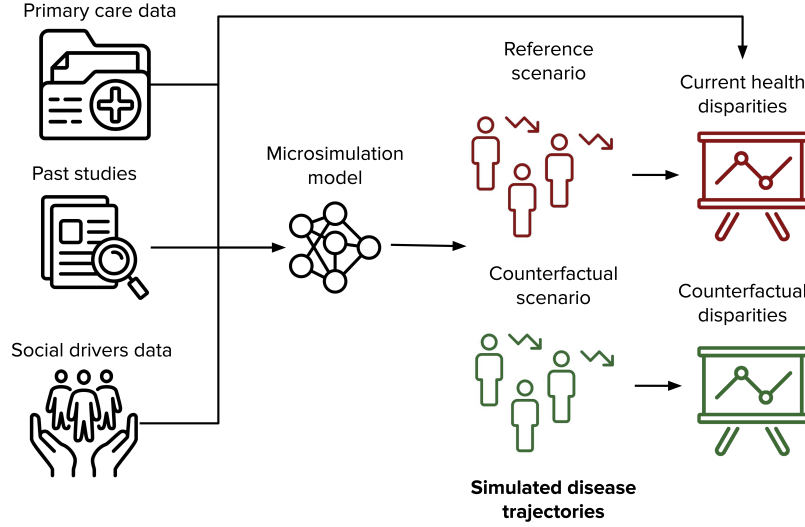 Primary care data
Past studies
Social drivers data
Microsimulation
model
Reference
scenario
Counterfactual
scenario
Simulated disease
trajectories
Current health
disparities
Counterfactual
disparities